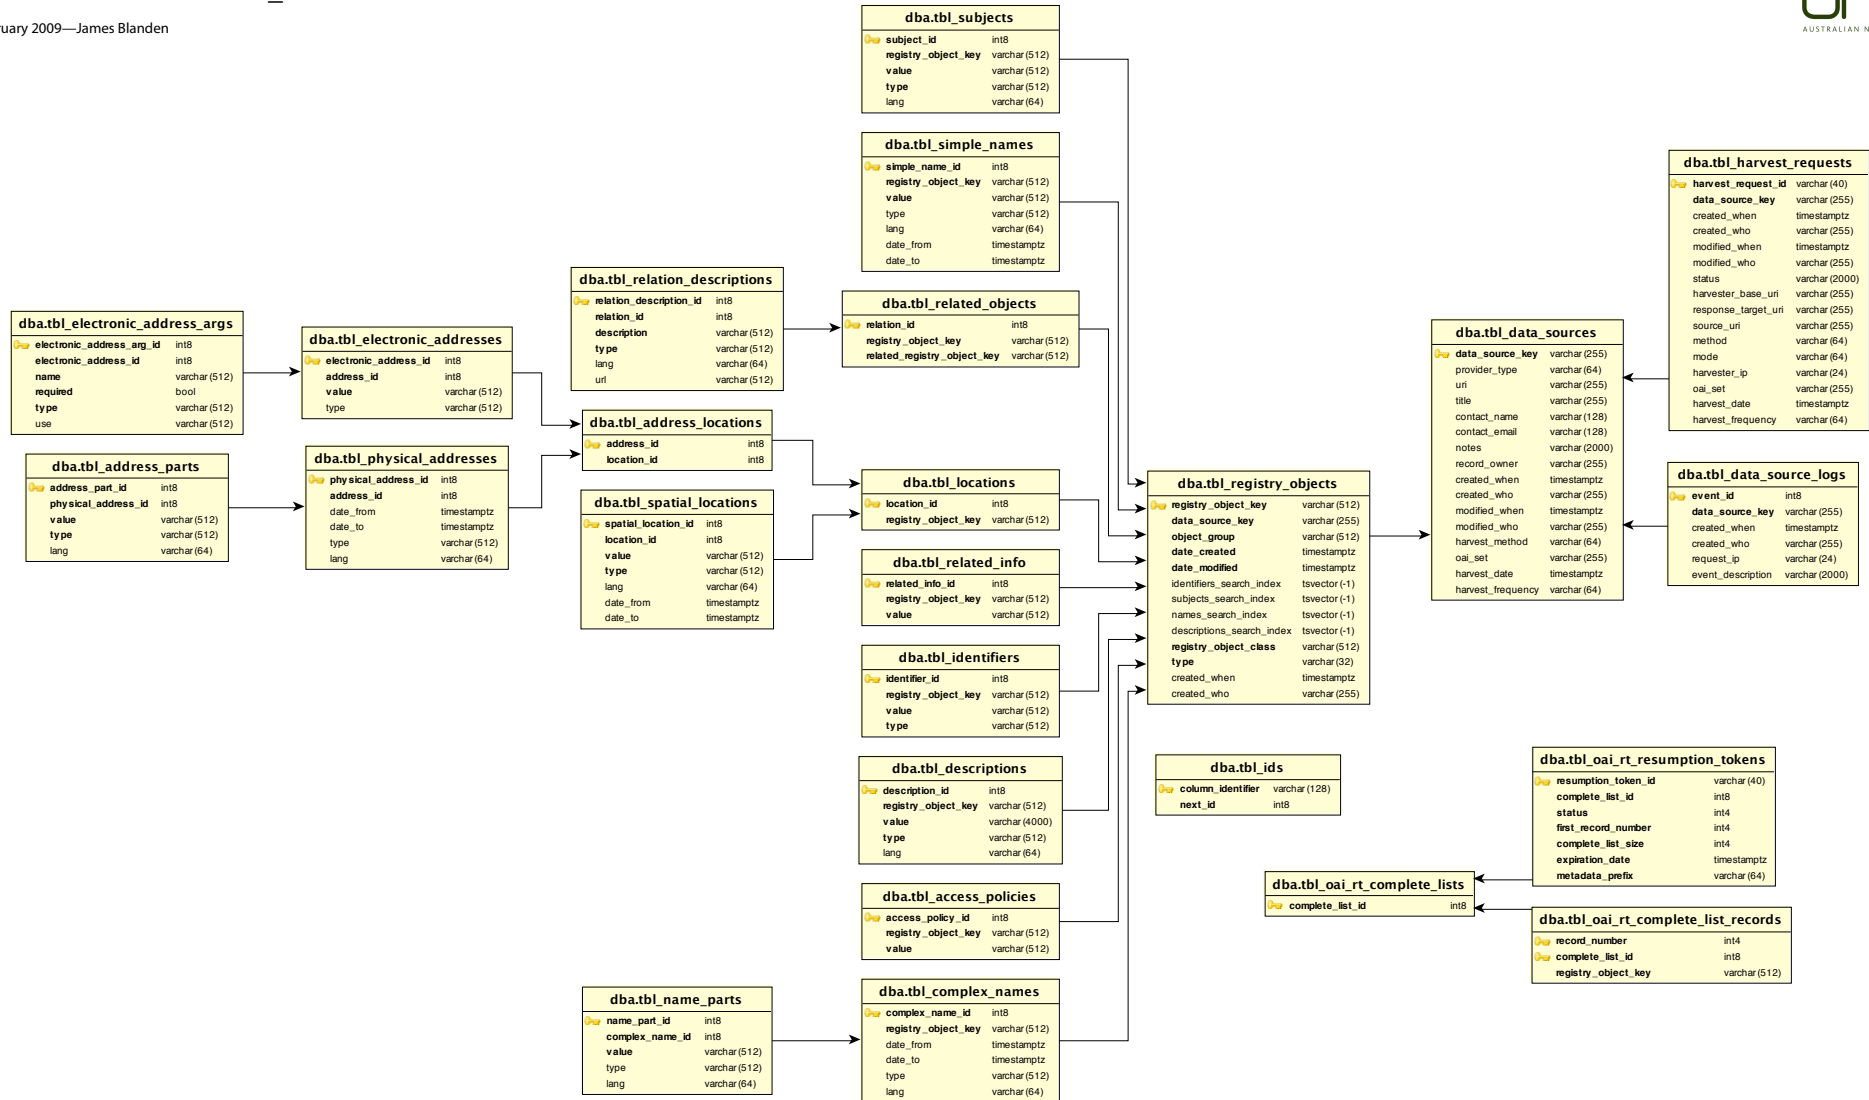 ruary 2009—James Blanden
AUSTRALIAN N
dba.tbl_subjects
subject_id int8
registry_object_key varchar(512)
value varchar(512)
type varchar(512)
lang varchar(64)
dba.tbl_simple_names
simple_name_id int8
registry_object_key varchar(512)
value varchar(512)
type varchar(512)
lang varchar(64)
date_from timestamptz
date_to timestamptz
dba.tbl_harvest_requests
harvest_request_id varchar(40)
data_source_key varchar(255)
created_when timestamptz
created_who varchar(255)
modified_when timestamptz
modified_who varchar(255)
status varchar(2000)
harvester_base_uri varchar(255)
response_target_uri varchar(255)
source_uri varchar(255)
method varchar(64)
mode varchar(64)
harvester_ip varchar(24)
oai_set varchar(255)
harvest_date timestamptz
harvest_frequency varchar(64)
dba.tbl_relation_descriptions
relation_description_id int8
relation_id int8
description varchar(512)
type varchar(512)
lang varchar(64)
url varchar(512)
dba.tbl_related_objects
relation_id int8
registry_object_key varchar(512)
related_registry_object_key varchar(512)
dba.tbl_electronic_address_args
electronic_address_arg_id int8
electronic_address_id int8
name varchar(512)
required bool
type varchar(512)
use varchar(512)
dba.tbl_electronic_addresses
electronic_address_id int8
address_id int8
value varchar(512)
type varchar(512)
dba.tbl_data_sources
data_source_key varchar(255)
provider_type varchar(64)
uri varchar(255)
title varchar(255)
contact_name varchar(128)
contact_email varchar(128)
notes varchar(2000)
record_owner varchar(255)
created_when timestamptz
created_who varchar(255)
modified_when timestamptz
modified_who varchar(255)
harvest_method varchar(64)
oai_set varchar(255)
harvest_date timestamptz
harvest_frequency varchar(64)
dba.tbl_address_locations
address_id int8
location_id int8
dba.tbl_address_parts
address_part_id int8
physical_address_id int8
value varchar(512)
type varchar(512)
lang varchar(64)
dba.tbl_physical_addresses
physical_address_id int8
address_id int8
date_from timestamptz
date_to timestamptz
type varchar(512)
lang varchar(64)
dba.tbl_spatial_locations
spatial_location_id int8
location_id int8
value varchar(512)
type varchar(512)
lang varchar(64)
date_from timestamptz
date_to timestamptz
dba.tbl_locations
location_id int8
registry_object_key varchar(512)
dba.tbl_registry_objects
registry_object_key varchar(512)
data_source_key varchar(255)
object_group varchar(512)
date_created timestamptz
date_modified timestamptz
identifiers_search_index tsvector(-1)
subjects_search_index tsvector(-1)
names_search_index tsvector(-1)
descriptions_search_index tsvector(-1)
registry_object_class varchar(512)
type varchar(32)
created_when timestamptz
created_who varchar(255)
dba.tbl_data_source_logs
event_id int8
data_source_key varchar(255)
created_when timestamptz
created_who varchar(255)
request_ip varchar(24)
event_description varchar(2000)
dba.tbl_related_info
related_info_id int8
registry_object_key varchar(512)
value varchar(512)
dba.tbl_identifiers
identifier_id int8
registry_object_key varchar(512)
value varchar(512)
type varchar(512)
dba.tbl_descriptions
description_id int8
registry_object_key varchar(512)
value varchar(4000)
type varchar(512)
lang varchar(64)
dba.tbl_ids
column_identifier varchar(128)
next_id int8
dba.tbl_oai_rt_resumption_tokens
resumption_token_id varchar(40)
complete_list_id int8
status int4
first_record_number int4
complete_list_size int4
expiration_date timestamptz
metadata_prefix varchar(64)
dba.tbl_access_policies
access_policy_id int8
registry_object_key varchar(512)
value varchar(512)
dba.tbl_oai_rt_complete_lists
complete_list_id int8
dba.tbl_oai_rt_complete_list_records
record_number int4
complete_list_id int8
registry_object_key varchar(512)
dba.tbl_name_parts
name_part_id int8
complex_name_id int8
value varchar(512)
type varchar(512)
lang varchar(64)
dba.tbl_complex_names
complex_name_id int8
registry_object_key varchar(512)
date_from timestamptz
date_to timestamptz
type varchar(512)
lang varchar(64)